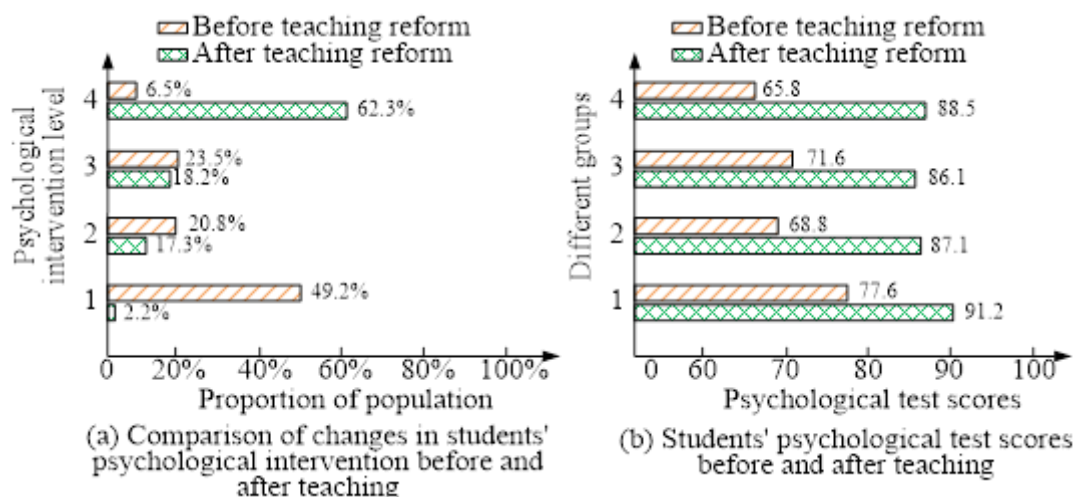 Before teaching reform
After teaching reform
Psychological
intervention level
4
6.5%
62.3%
3
23.5%
18.2%
2
20.8%
17.3%
1
49.2%
2.2%
0 20% 40% 60% 80% 100%
Proportion of population
(a) Comparison of changes in students'
psychological intervention before and
after teaching
Before teaching reform
After teaching reform
Different groups
4
65.8
88.5
3
71.6
86.1
2
68.8
87.1
1
77.6
91.2
0 60 70 80 90 100
Psychological test scores
(b) Students' psychological test scores
before and after teaching